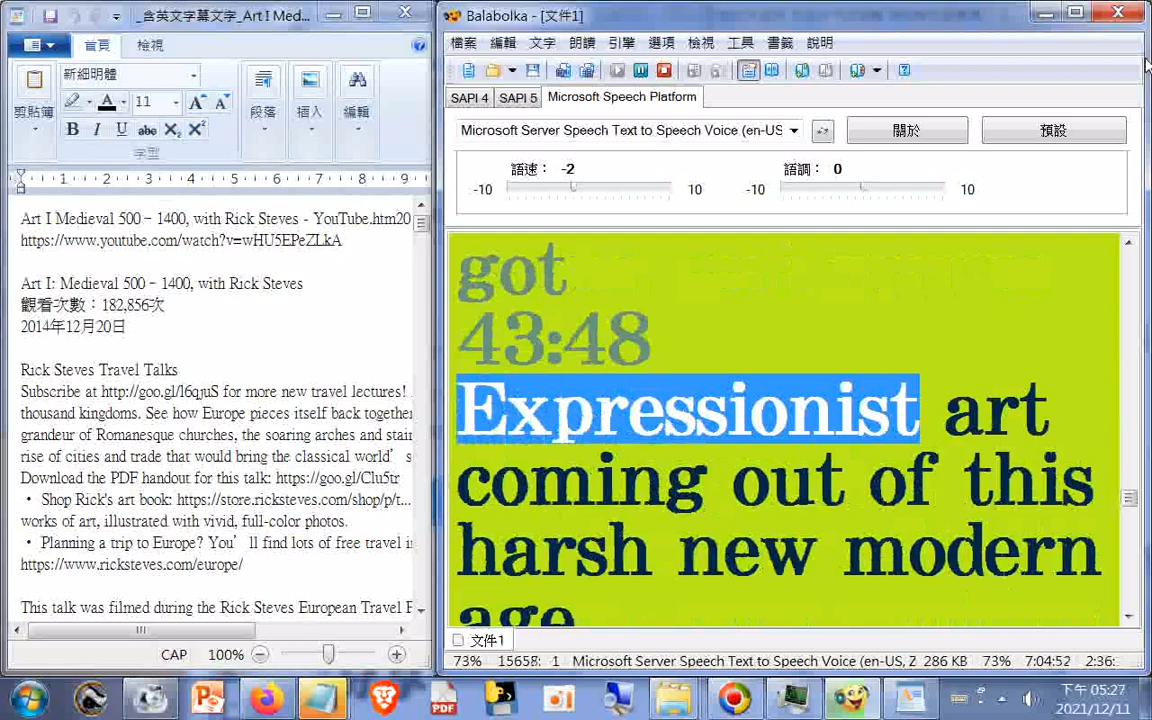 _含英文字幕文字_Art I Med...
首頁
檢視
剪貼簿
新細明體
11
B I U abc X₂ X²
字型
段落
插入
編輯
1 2 3 4 5 6 7 8 9
Art I Medieval 500–1400, with Rick Steves - YouTube.htm20
https://www.youtube.com/watch?v=wHU5EPeZLkA
Art I: Medieval 500–1400, with Rick Steves
觀看次數：182,856次
2014年12月20日
Rick Steves Travel Talks
Subscribe at http://goo.gl/l6qjuS for more new travel lectures!
thousand kingdoms. See how Europe pieces itself back together
grandeur of Romanesque churches, the soaring arches and stair
rise of cities and trade that would bring the classical world’s
Download the PDF handout for this talk: https://goo.gl/Clu5tr
• Shop Rick's art book: https://store.ricksteves.com/shop/p/t...
works of art, illustrated with vivid, full-color photos.
• Planning a trip to Europe? You’ll find lots of free travel i
https://www.ricksteves.com/europe/
This talk was filmed during the Rick Steves European Travel F
CAP 100%
Balabolka - [文件1]
檔案 編輯 文字 朗讀 引擎 選項 檢視 工具 書籤 說明
SAPI 4 SAPI 5 Microsoft Speech Platform
Microsoft Server Speech Text to Speech Voice (en-US
關於
預設
語速： -2
語調： 0
-10 10 -10 10
got
43:48
Expressionist art
coming out of this
harsh new modern
age
文件1
73% 15658: 1 Microsoft Server Speech Text to Speech Voice (en-US, Z 286 KB 73% 7:04:52 2:36:
PDF
下午 05:27
2021/12/11